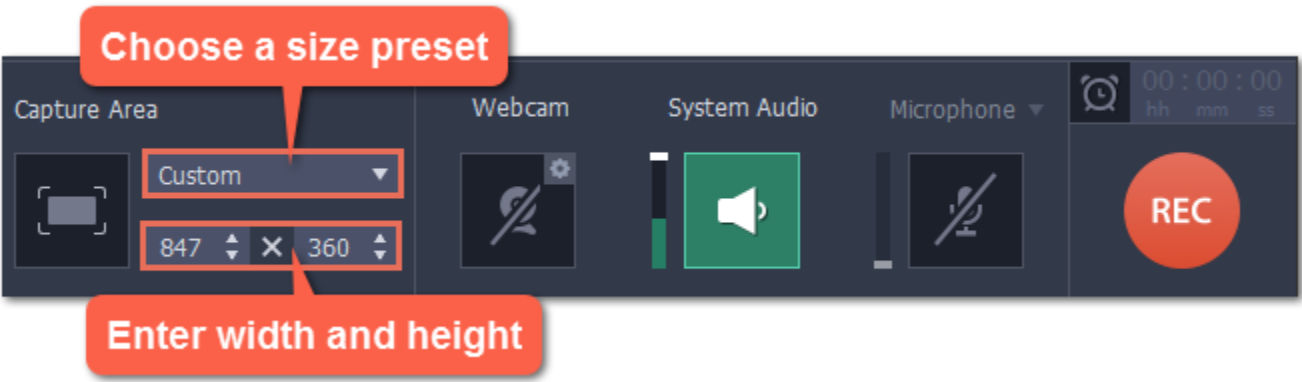 Choose a size preset
Capture Area
Custom
847 × 360
Enter width and height
Webcam
System Audio
Microphone
00:00:00
hh mm ss
REC